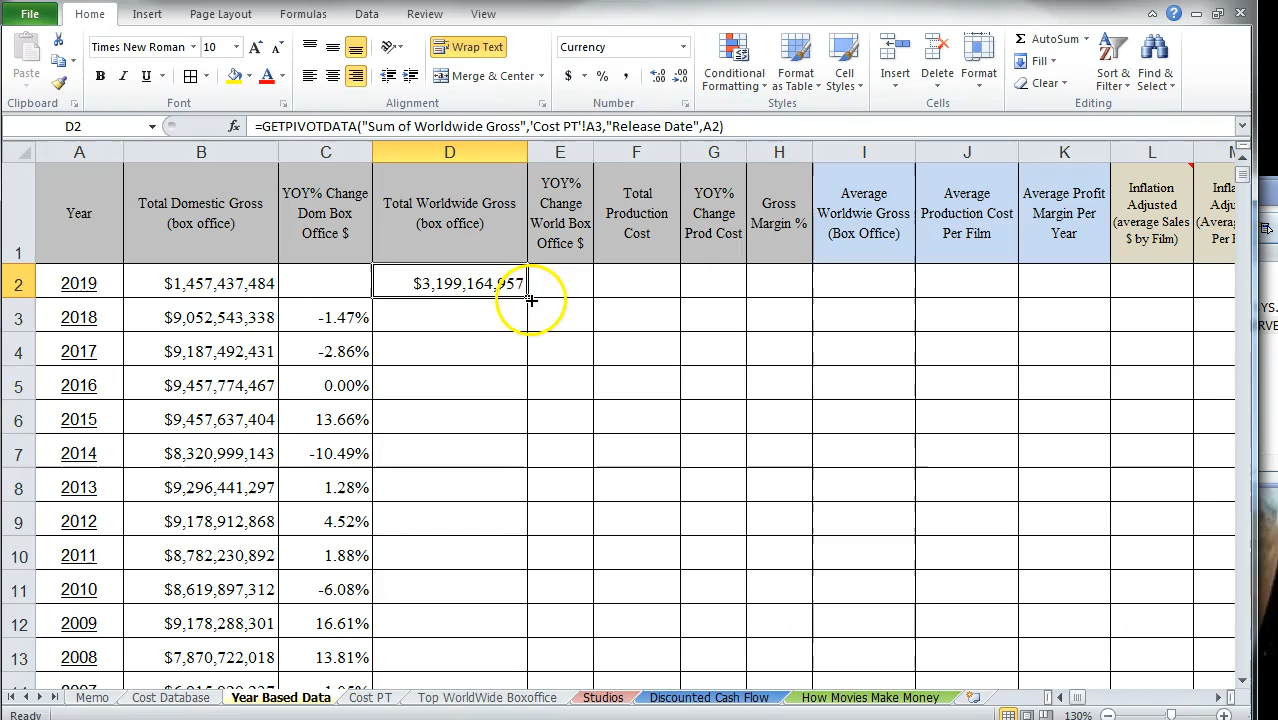 File Home Insert Page Layout Formulas Data Review View
Times New Roman 10 Wrap Text Currency AutoSum
Paste B I U Merge & Center $ % , Conditional Formatting Format as Table Cell Styles Insert Delete Format Fill Clear Sort & Filter Find & Select
Clipboard Font Alignment Number Styles Cells Editing
D2 fx =GETPIVOTDATA("Sum of Worldwide Gross",'Cost PT'!A3,"Release Date",A2)
A B C D E F G H I J K L M
1 Year Total Domestic Gross (box office) YOY% Change Dom Box Office $ Total Worldwide Gross (box office) YOY% Change World Box Office $ Total Production Cost YOY% Change Prod Cost Gross Margin % Average Worldwie Gross (Box Office) Average Production Cost Per Film Average Profit Margin Per Year Inflation Adjusted (average Sales $ by Film)
2 2019 $1,457,437,484 $3,199,164,957
3 2018 $9,052,543,338 -1.47%
4 2017 $9,187,492,431 -2.86%
5 2016 $9,457,774,467 0.00%
6 2015 $9,457,637,404 13.66%
7 2014 $8,320,999,143 -10.49%
8 2013 $9,296,441,297 1.28%
9 2012 $9,178,912,868 4.52%
10 2011 $8,782,230,892 1.88%
11 2010 $8,619,897,312 -6.08%
12 2009 $9,178,288,301 16.61%
13 2008 $7,870,722,018 13.81%
Memo Cost Database Year Based Data Cost PT Top WorldWide Boxoffice Studios Discounted Cash Flow How Movies Make Money
Ready 130%